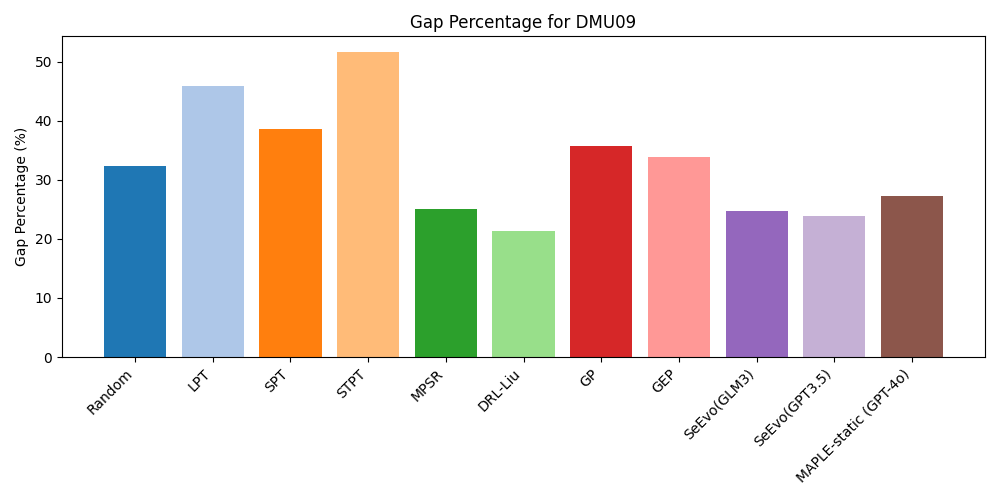 Gap Percentage for DMU09
Gap Percentage (%)
50
40
30
20
10
0
Random
LPT
SPT
STPT
MPSR
DRL-Liu
GP
GEP
SeEvo(GLM3)
SeEvo(GPT3.5)
MAPLE-static (GPT-4o)